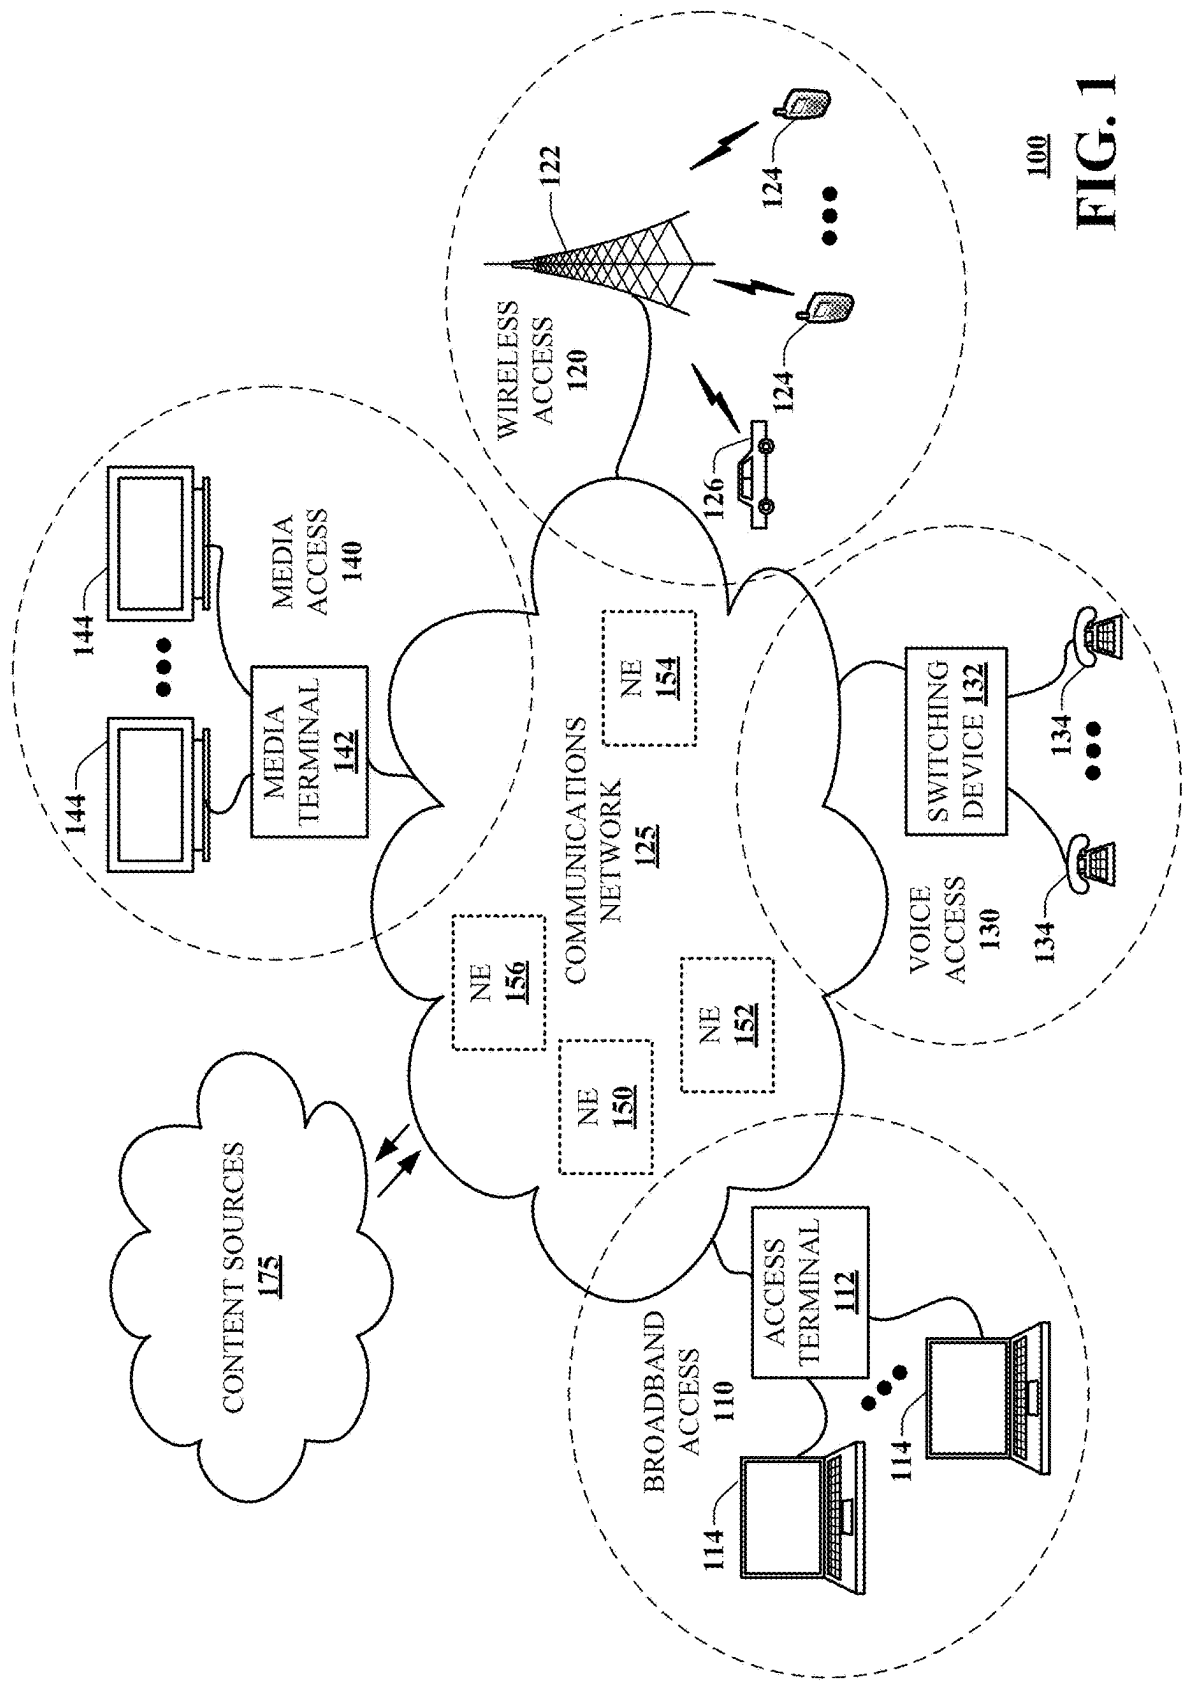 CONTENT SOURCES
175
144
144
MEDIA
TERMINAL
142
MEDIA
ACCESS
140
WIRELESS
ACCESS
120
122
124
124
126
NE
156
NE
150
COMMUNICATIONS
NETWORK
125
NE
154
NE
152
BROADBAND
ACCESS
110
ACCESS
TERMINAL
112
114
114
VOICE
ACCESS
130
SWITCHING
DEVICE 132
134
134
100
FIG. 1